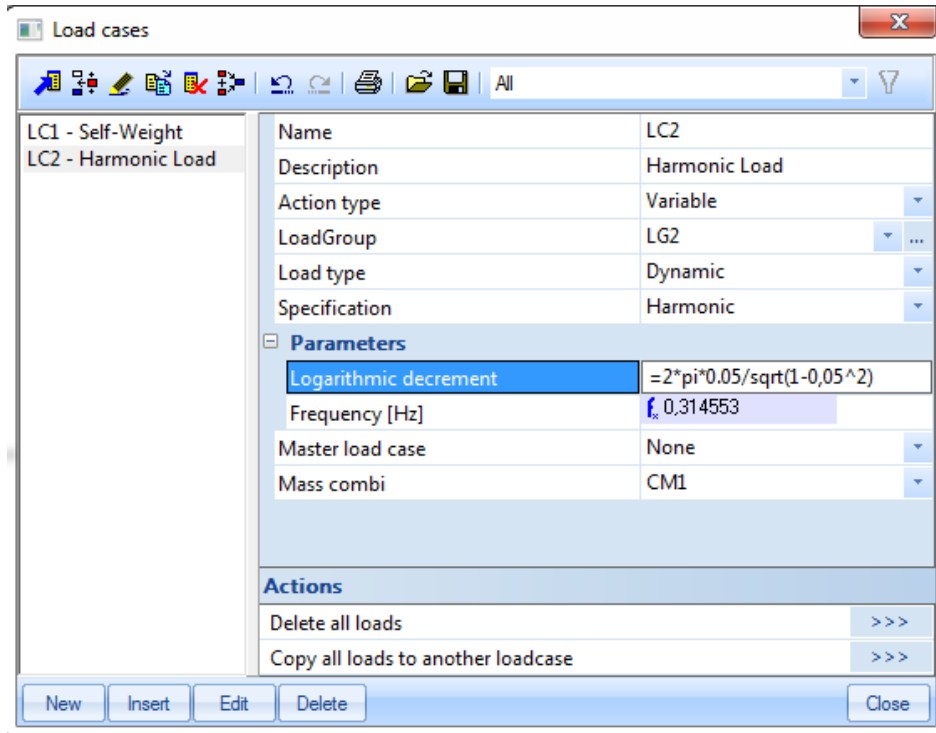 Load cases
All
LC1 - Self-Weight
LC2 - Harmonic Load
Name LC2
Description Harmonic Load
Action type Variable
LoadGroup LG2 ...
Load type Dynamic
Specification Harmonic
Parameters
Logarithmic decrement =2*pi*0.05/sqrt(1-0,05^2)
Frequency [Hz] fx 0,314553
Master load case None
Mass combi CM1
Actions
Delete all loads >>>
Copy all loads to another loadcase >>>
New Insert Edit Delete Close